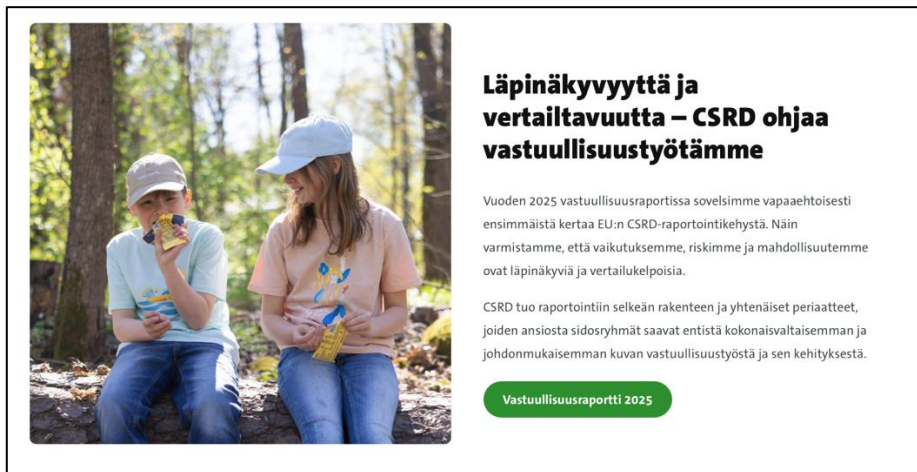 Läpinäkyvyyttä ja
vertailtavuutta – CSRD ohjaa
vastuullisuustyötämme
Vuoden 2025 vastuullisuusraportissa sovelsimme vapaaehtoisesti
ensimmäistä kertaa EU:n CSRD-raportointikehystä. Näin
varmistamme, että vaikutuksemme, riskimme ja mahdollisuutemme
ovat läpinäkyviä ja vertailukelpoisia.
CSRD tuo raportointiin selkeän rakenteen ja yhtenäiset periaatteet,
joiden ansiosta sidosryhmät saavat entistä kokonaisvaltaisemman ja
johdonmukaisemman kuvan vastuullisuustyöstä ja sen kehityksestä.
Vastuullisuusraportti 2025